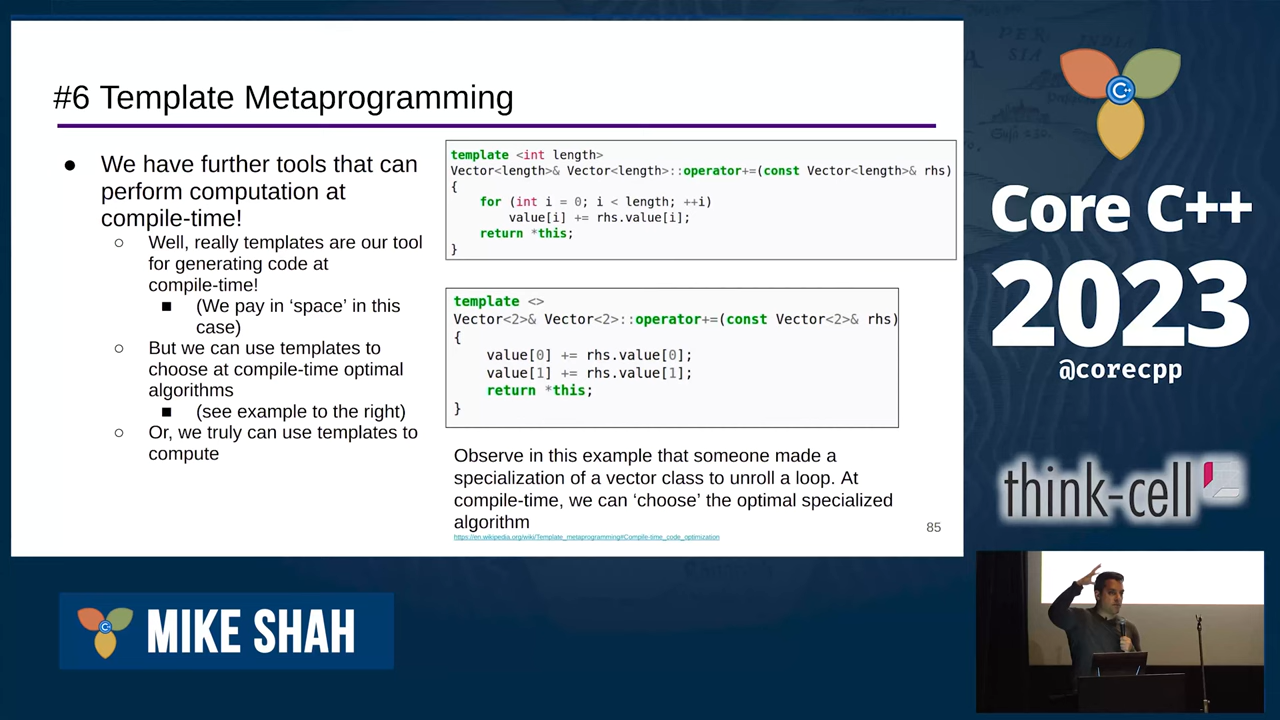 #6 Template Metaprogramming
● We have further tools that can
perform computation at
compile-time!
○ Well, really templates are our tool
for generating code at
compile-time!
■ (We pay in ‘space’ in this
case)
○ But we can use templates to
choose at compile-time optimal
algorithms
■ (see example to the right)
○ Or, we truly can use templates to
compute
template <int length>
Vector<length>& Vector<length>::operator+=(const Vector<length>& rhs)
{
    for (int i = 0; i < length; ++i)
        value[i] += rhs.value[i];
    return *this;
}
template <>
Vector<2>& Vector<2>::operator+=(const Vector<2>& rhs)
{
    value[0] += rhs.value[0];
    value[1] += rhs.value[1];
    return *this;
}
Observe in this example that someone made a
specialization of a vector class to unroll a loop. At
compile-time, we can ‘choose’ the optimal specialized
algorithm
https://en.wikipedia.org/wiki/Template_metaprogramming#Compile-time_code_optimization
85
C++
Core C++
2023
@corecpp
think-cell
C++
MIKE SHAH